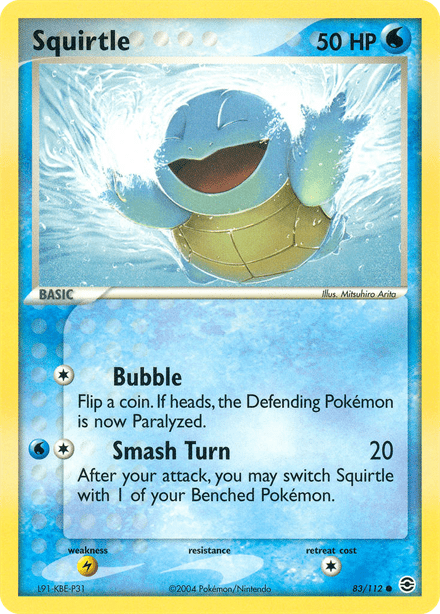 Squirtle 50 HP
BASIC Illus. Mitsuhiro Arita
Bubble
Flip a coin. If heads, the Defending Pokémon
is now Paralyzed.
Smash Turn 20
After your attack, you may switch Squirtle
with 1 of your Benched Pokémon.
weakness resistance retreat cost
L91-KBE-P31 ©2004 Pokémon/Nintendo 83/112